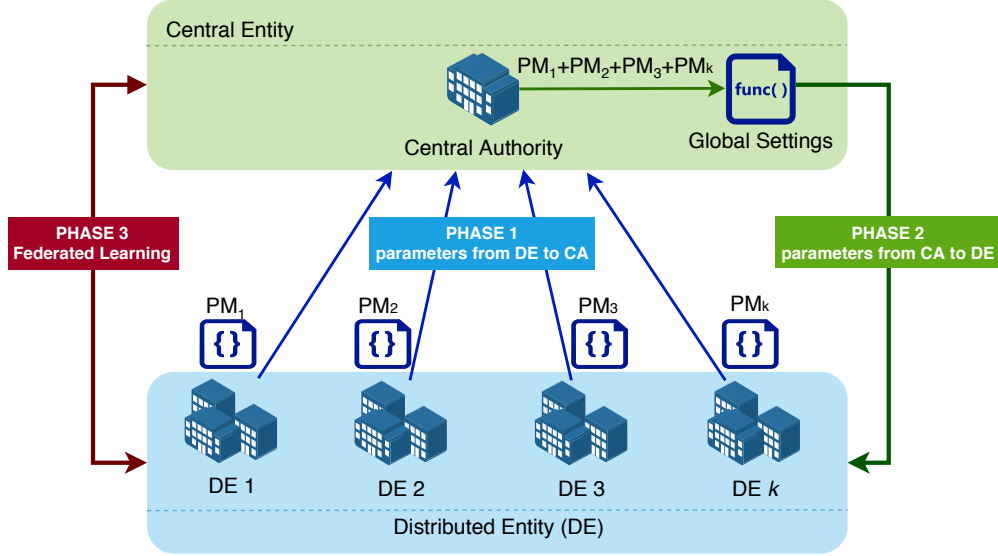 Central Entity
PM₁+PM₂+PM₃+PMₖ
func( )
Central Authority
Global Settings
PHASE 3
Federated Learning
PHASE 1
parameters from DE to CA
PHASE 2
parameters from CA to DE
PM₁
PM₂
PM₃
PMₖ
{ }
{ }
{ }
{ }
DE 1
DE 2
DE 3
DE k
Distributed Entity (DE)